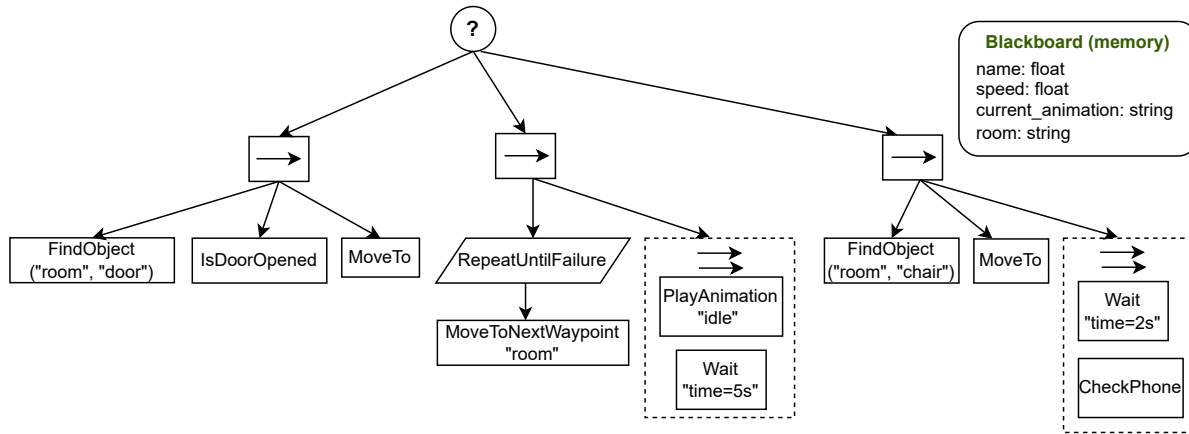 ?
Blackboard (memory)
name: float
speed: float
current_animation: string
room: string
FindObject
("room", "door")
IsDoorOpened
MoveTo
RepeatUntilFailure
MoveToNextWaypoint
"room"
PlayAnimation
"idle"
Wait
"time=5s"
FindObject
("room", "chair")
MoveTo
Wait
"time=2s"
CheckPhone